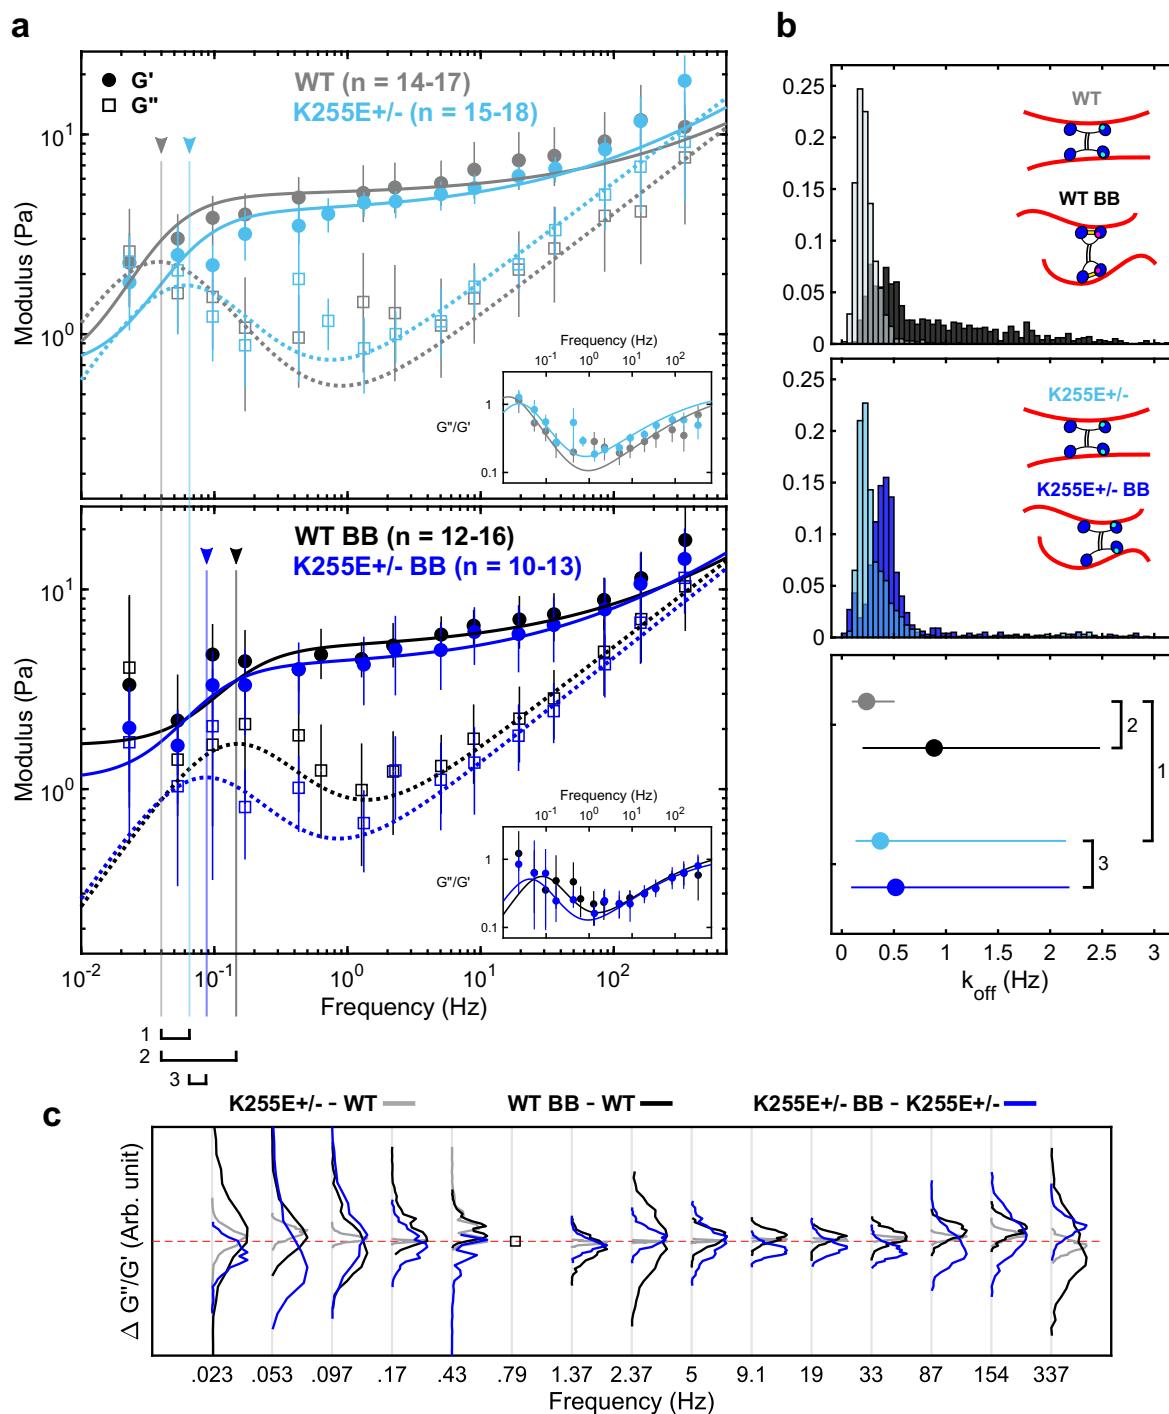 a
b
G'
G"
WT (n = 14-17)
K255E+/- (n = 15-18)
Modulus (Pa)
10^1
10^0
Frequency (Hz)
10^-1 10^0 10^1 10^2
G"/G'
1
0.1
WT BB (n = 12-16)
K255E+/- BB (n = 10-13)
Modulus (Pa)
10^1
10^0
Frequency (Hz)
10^-1 10^0 10^1 10^2
G"/G'
1
0.1
10^-2 10^-1 10^0 10^1 10^2
Frequency (Hz)
1
2
3
0.25
0.2
0.15
0.1
0.05
0
WT
WT BB
0.25
0.2
0.15
0.1
0.05
0
K255E+/-
K255E+/- BB
2
1
3
0 0.5 1 1.5 2 2.5 3
k_off (Hz)
c
K255E+/- - WT
WT BB - WT
K255E+/- BB - K255E+/-
Δ G"/G' (Arb. unit)
.023 .053 .097 .17 .43 .79 1.37 2.37 5 9.1 19 33 87 154 337
Frequency (Hz)